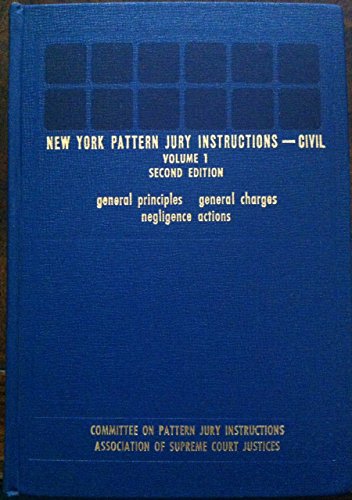 NEW YORK PATTERN JURY INSTRUCTIONS — CIVIL
VOLUME 1
SECOND EDITION
general principles general charges
negligence actions
COMMITTEE ON PATTERN JURY INSTRUCTIONS
ASSOCIATION OF SUPREME COURT JUSTICES